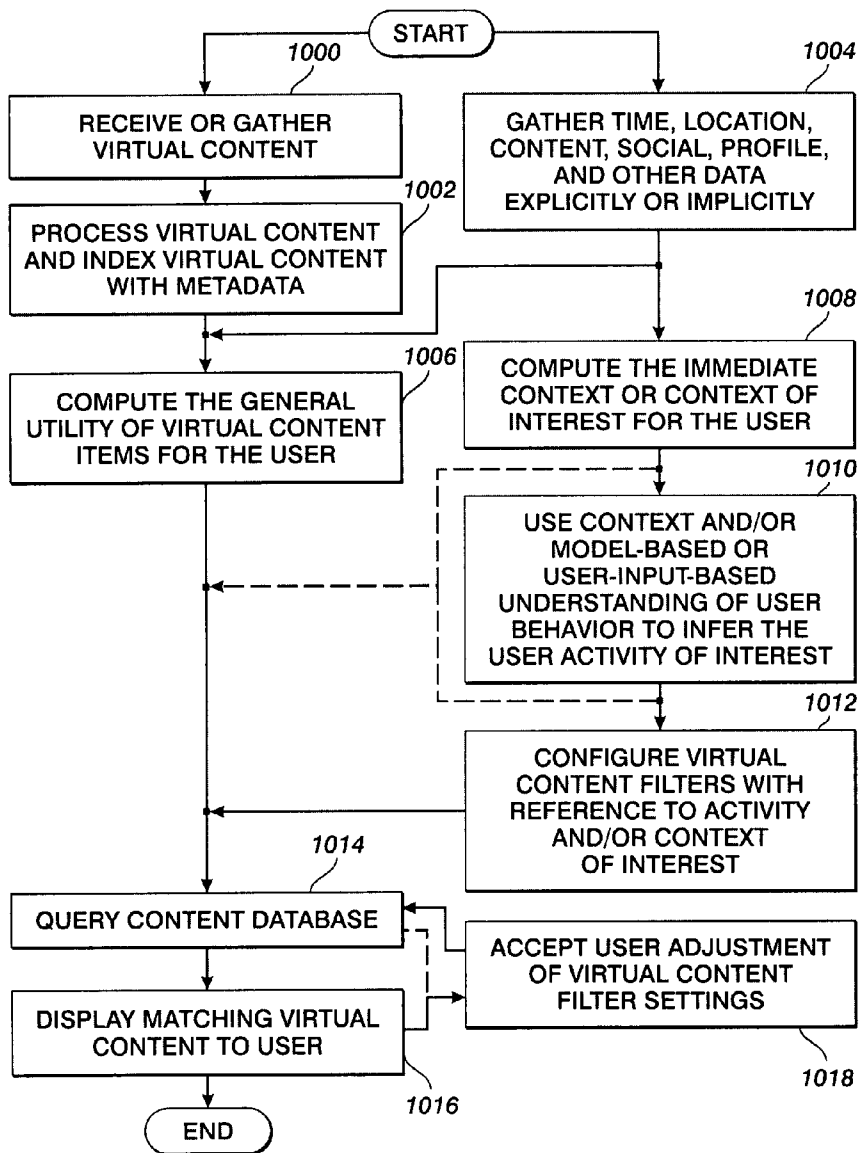 START
1000
RECEIVE OR GATHER
VIRTUAL CONTENT
1004
GATHER TIME, LOCATION,
CONTENT, SOCIAL, PROFILE,
AND OTHER DATA
EXPLICITLY OR IMPLICITLY
1002
PROCESS VIRTUAL CONTENT
AND INDEX VIRTUAL CONTENT
WITH METADATA
1006
COMPUTE THE GENERAL
UTILITY OF VIRTUAL CONTENT
ITEMS FOR THE USER
1008
COMPUTE THE IMMEDIATE
CONTEXT OR CONTEXT OF
INTEREST FOR THE USER
1010
USE CONTEXT AND/OR
MODEL-BASED OR
USER-INPUT-BASED
UNDERSTANDING OF USER
BEHAVIOR TO INFER THE
USER ACTIVITY OF INTEREST
1012
CONFIGURE VIRTUAL
CONTENT FILTERS WITH
REFERENCE TO ACTIVITY
AND/OR CONTEXT
OF INTEREST
1014
QUERY CONTENT DATABASE
ACCEPT USER ADJUSTMENT
OF VIRTUAL CONTENT
FILTER SETTINGS
1018
DISPLAY MATCHING VIRTUAL
CONTENT TO USER
1016
END